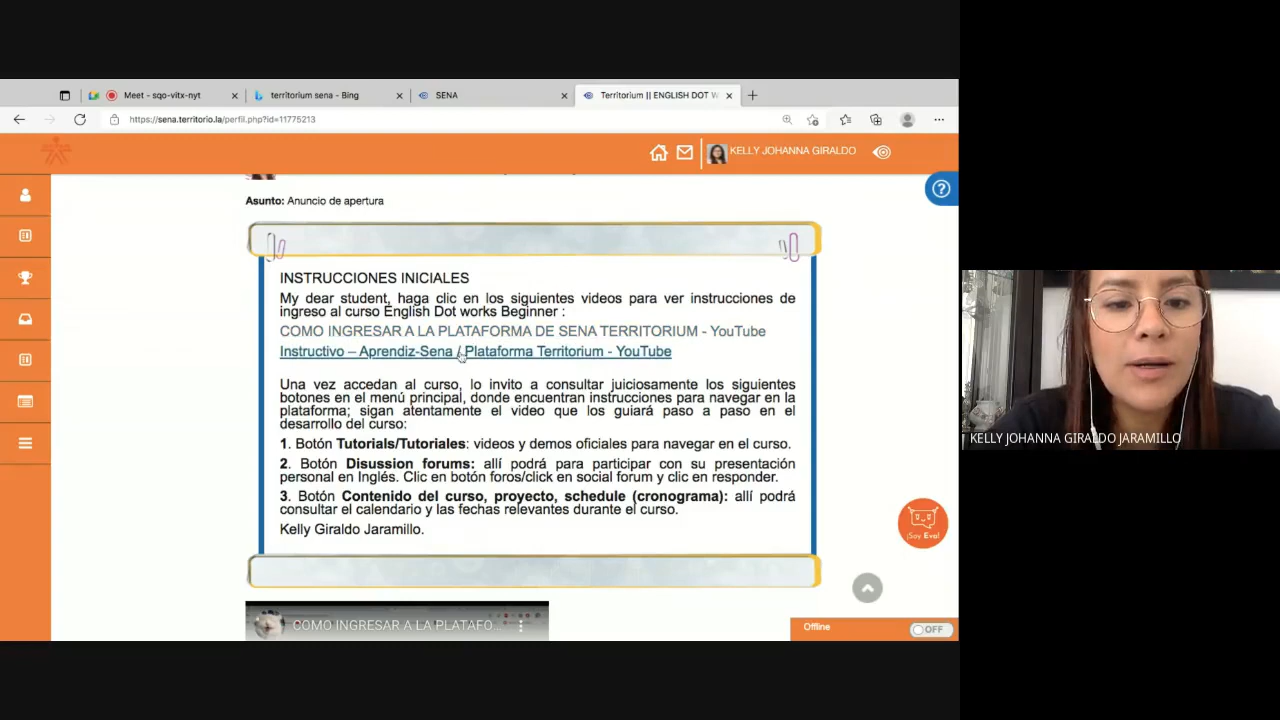 Meet - sqo-vitx-nyt
territorium sena - Bing
SENA
Territorium || ENGLISH DOT W
https://sena.territorio.la/perfil.php?id=11775213
KELLY JOHANNA GIRALDO
Asunto: Anuncio de apertura
INSTRUCCIONES INICIALES
My dear student, haga clic en los siguientes videos para ver instrucciones de
ingreso al curso English Dot works Beginner :
COMO INGRESAR A LA PLATAFORMA DE SENA TERRITORIUM - YouTube
Instructivo – Aprendiz-Sena / Plataforma Territorium - YouTube
Una vez accedan al curso, lo invito a consultar juiciosamente los siguientes
botones en el menú principal, donde encuentran instrucciones para navegar en la
plataforma; sigan atentamente el video que los guiará paso a paso en el
desarrollo del curso:
1. Botón Tutorials/Tutoriales: videos y demos oficiales para navegar en el curso.
2. Botón Disussion forums: allí podrá para participar con su presentación
personal en Inglés. Clic en botón foros/click en social forum y clic en responder.
3. Botón Contenido del curso, proyecto, schedule (cronograma): allí podrá
consultar el calendario y las fechas relevantes durante el curso.
Kelly Giraldo Jaramillo.
COMO INGRESAR A LA PLATAFO...
¡Soy Evo!
Offline
OFF
KELLY JOHANNA GIRALDO JARAMILLO